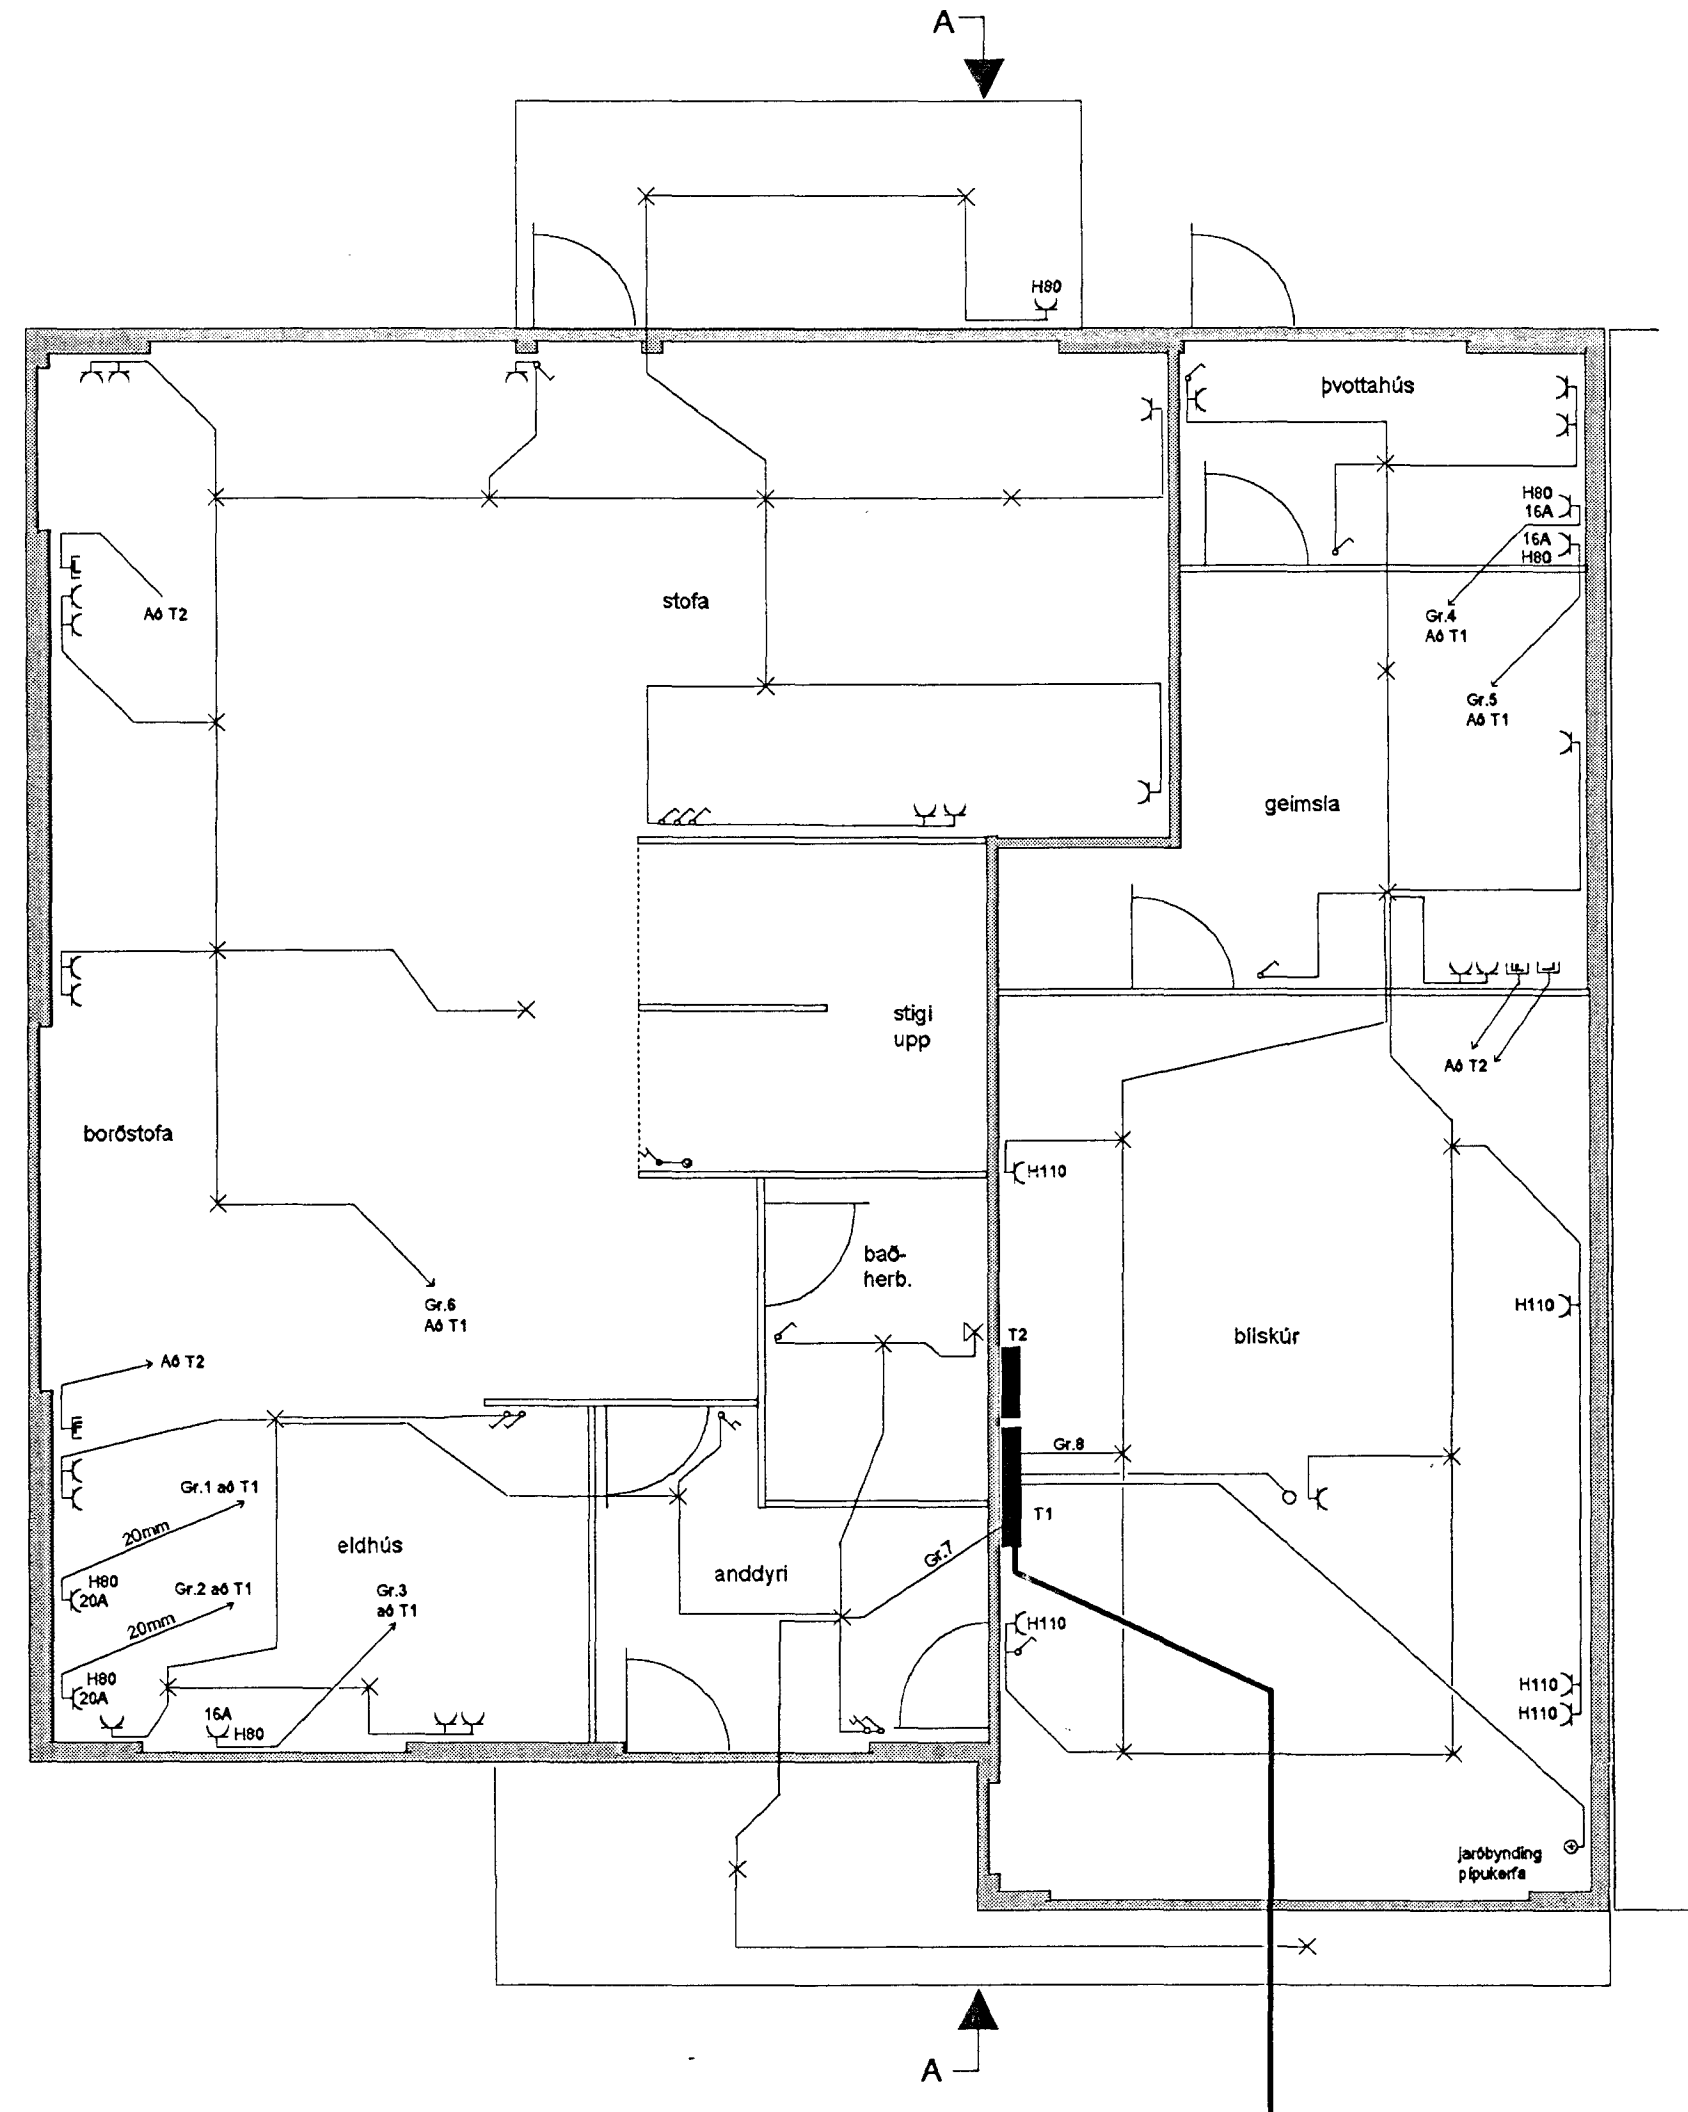 A
H80
þvottahús
H80
16A
16A
H80
Að T2
stofa
Gr.4
Að T1
Gr.5
Að T1
geimsla
stigi
upp
Að T2
borðstofa
H110
bað-
herb.
Gr.6
Að T1
H110
T2
bílskúr
Að T2
Gr.8
Gr.1 að T1
20mm
T1
eldhús
Gr.7
anddyri
H80
20A
Gr.2 að T1
Gr.3
að T1
20mm
H110
H80
20A
16A
H80
H110
H110
jarðbynding
pípukerfa
A